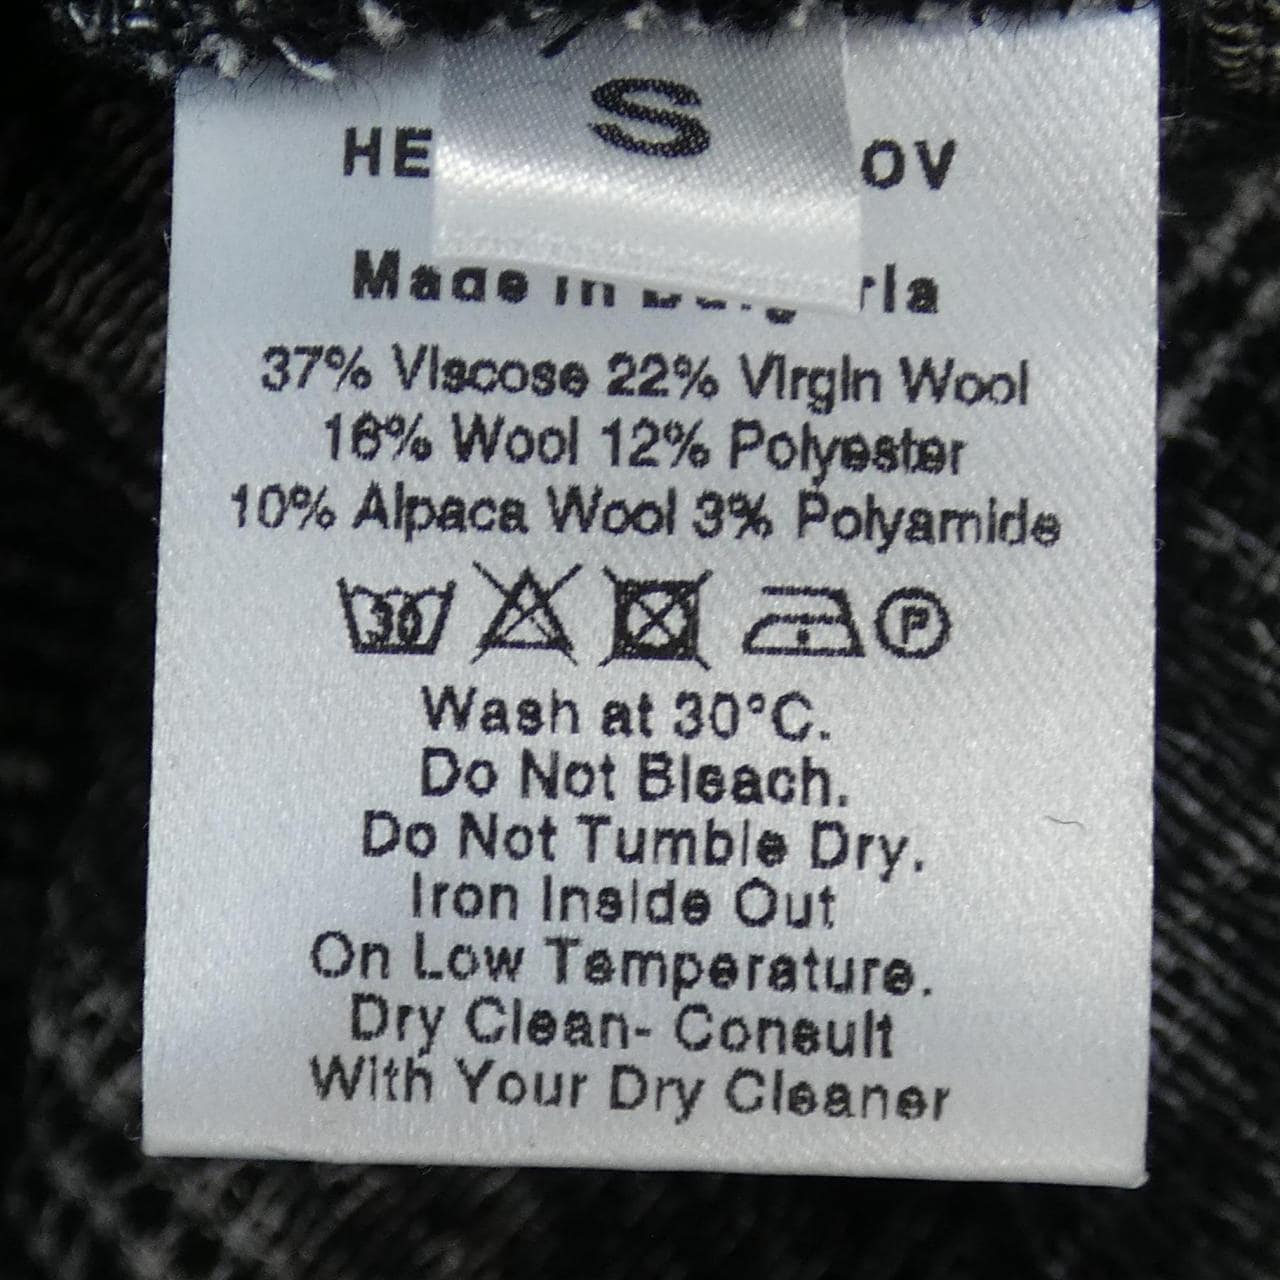 S
HE OV
Made in Bulgaria
37% Viscose 22% Virgin Wool
16% Wool 12% Polyester
10% Alpaca Wool 3% Polyamide
30 P
Wash at 30°C.
Do Not Bleach.
Do Not Tumble Dry.
Iron Inside Out
On Low Temperature.
Dry Clean- Consult
With Your Dry Cleaner